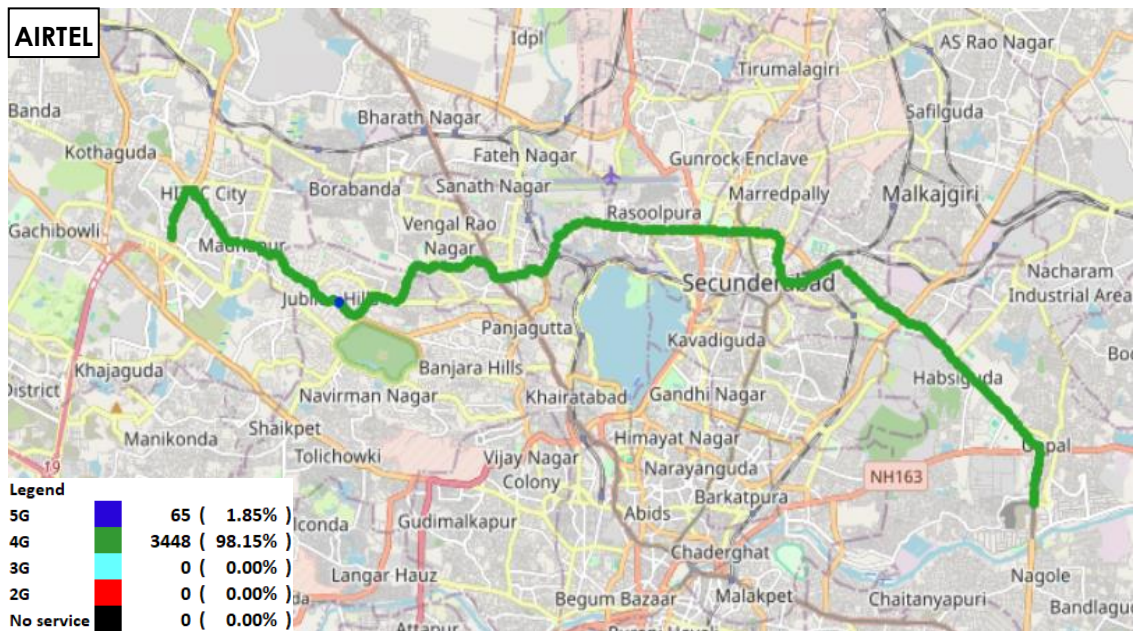 AIRTEL
Idpl
AS Rao Nagar
Tirumalagiri
Banda
Bharath Nagar
Safilguda
Kothaguda
Fateh Nagar
Gunrock Enclave
Borabanda
Sanath Nagar
Marredpally
Malkajgiri
Rasoolpura
Gachibowli
Vengal Rao
Nagar
Nacharam
Industrial Area
Secunderabad
Panjagutta
Kavadiguda
Khajaguda
Banjara Hills
Habsiguda
District
Navirman Nagar
Khairatabad
Gandhi Nagar
Manikonda
Shaikpet
Himayat Nagar
Tolichowki
Vijay Nagar
Colony
Narayanguda
NH163
19
Barkatpura
Abids
Gudimalkapur
Chaderghat
Langar Hauz
Nagole
Begum Bazaar
Malakpet
Chaitanyapuri
Bandlagu
Legend
5G 65 ( 1.85% )
4G 3448 ( 98.15% )
3G 0 ( 0.00% )
2G 0 ( 0.00% )
No service 0 ( 0.00% )